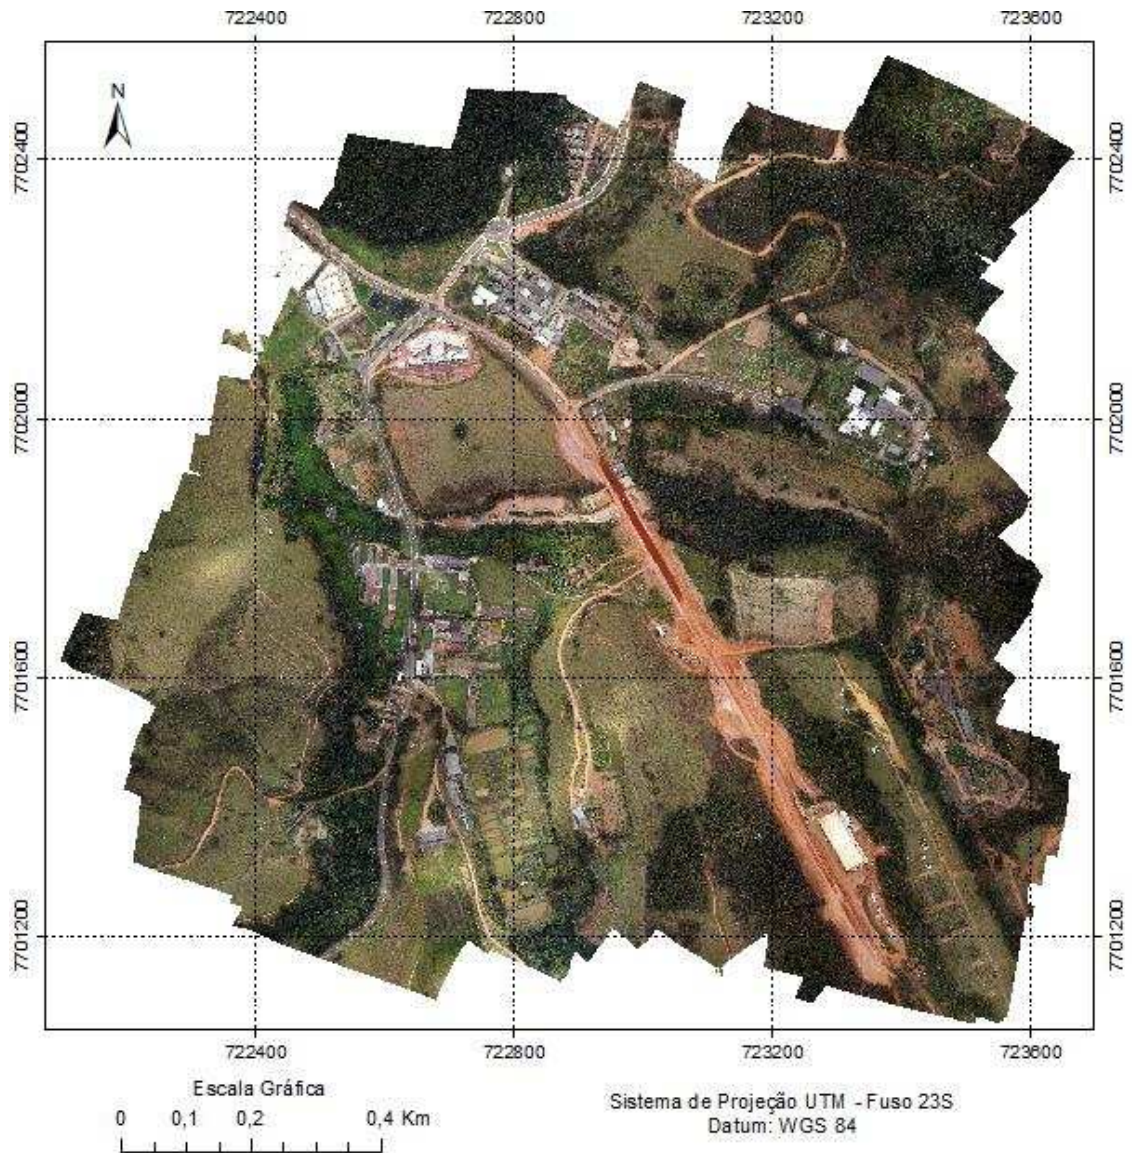 722400 722800 723200 723600
N
7702400 7702400
7702000 7702000
7701600 7701600
7701200 7701200
722400 722800 723200 723600
Escala Gráfica
0 0,1 0,2 0,4 Km
Sistema de Projeção UTM - Fuso 23S
Datum: WGS 84